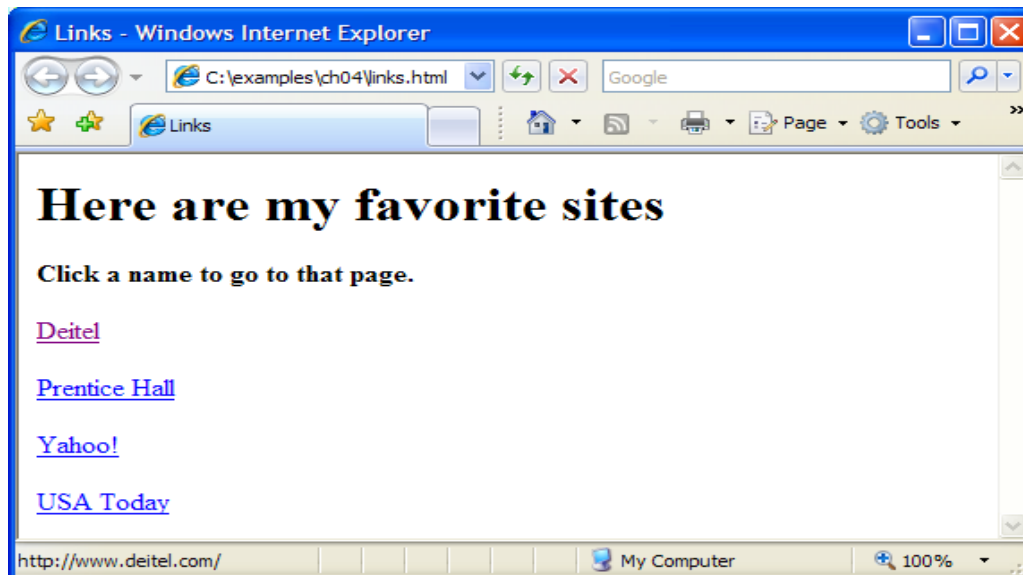 Links - Windows Internet Explorer
C:\examples\ch04\links.html Google
Links Page Tools »
Here are my favorite sites
Click a name to go to that page.
Deitel
Prentice Hall
Yahoo!
USA Today
http://www.deitel.com/ My Computer 100%